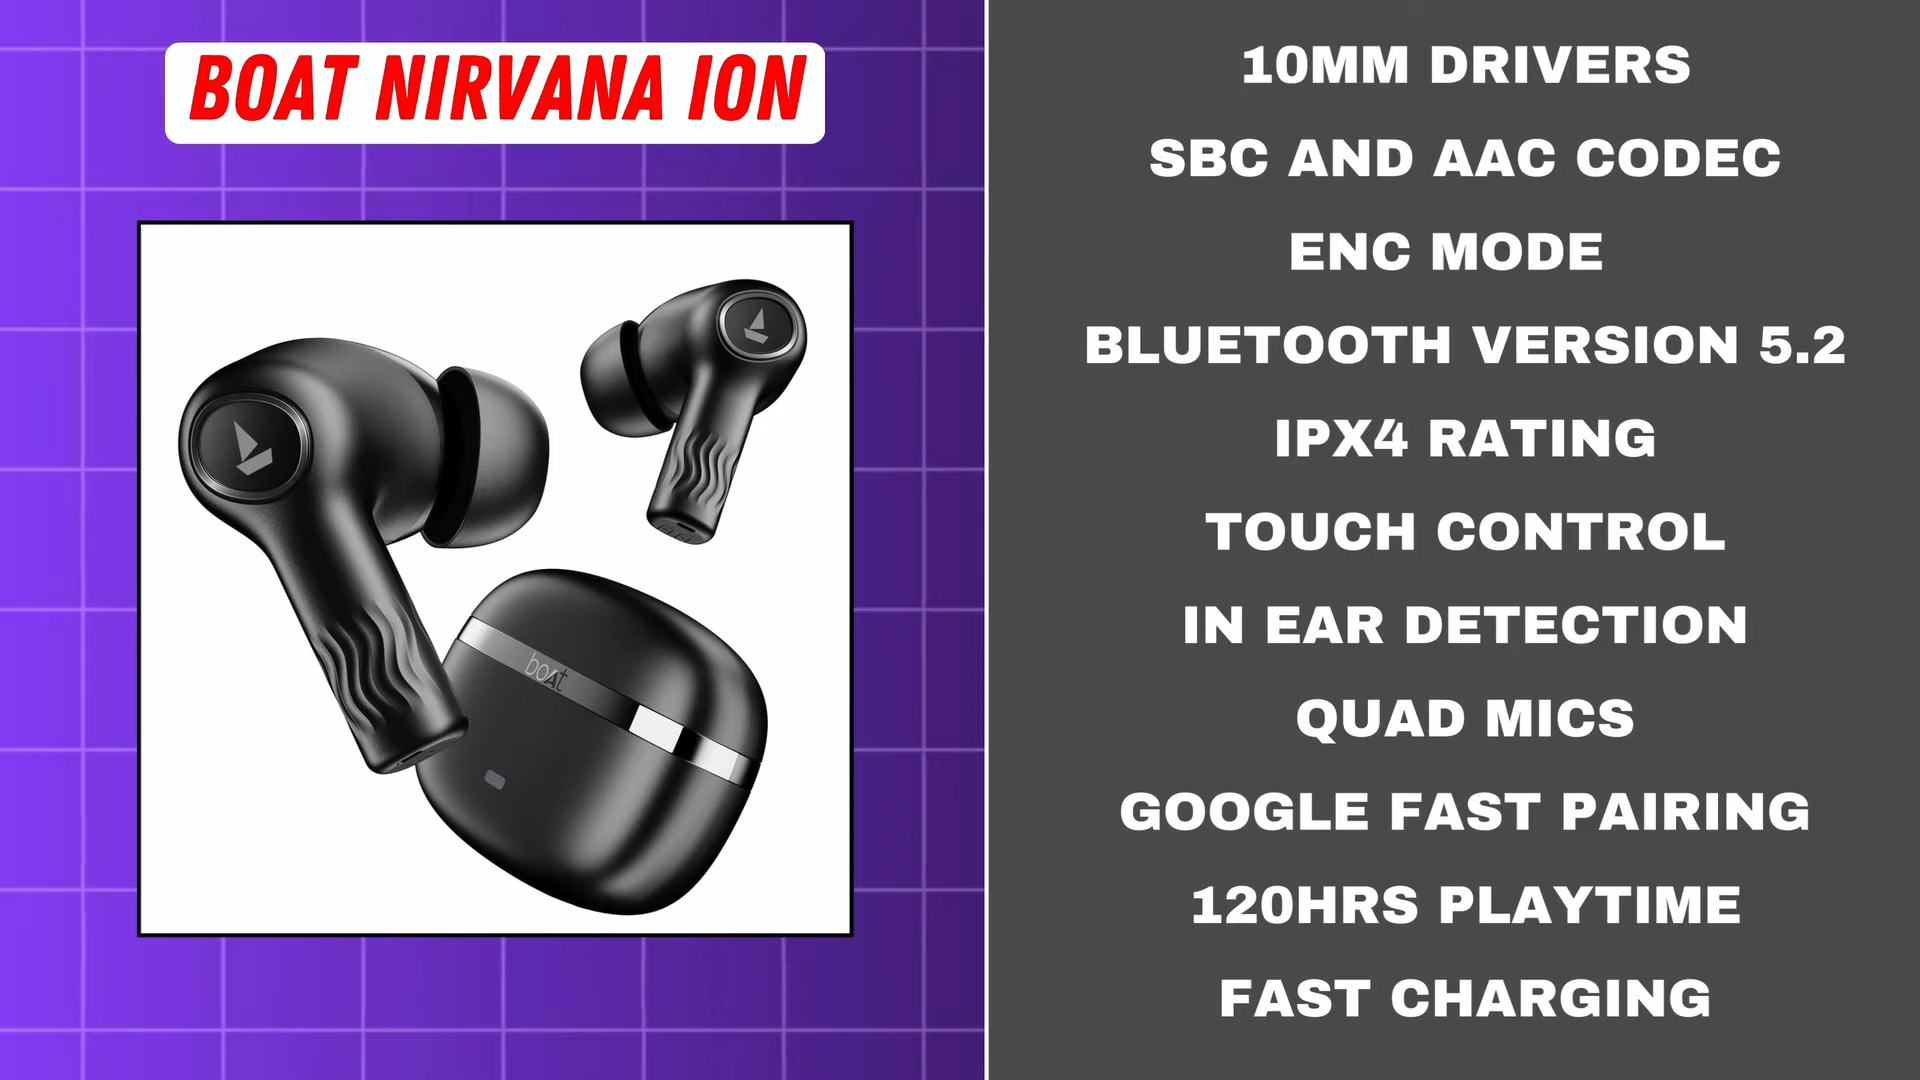 BOAT NIRVANA ION
boAt
10MM DRIVERS
SBC AND AAC CODEC
ENC MODE
BLUETOOTH VERSION 5.2
IPX4 RATING
TOUCH CONTROL
IN EAR DETECTION
QUAD MICS
GOOGLE FAST PAIRING
120HRS PLAYTIME
FAST CHARGING